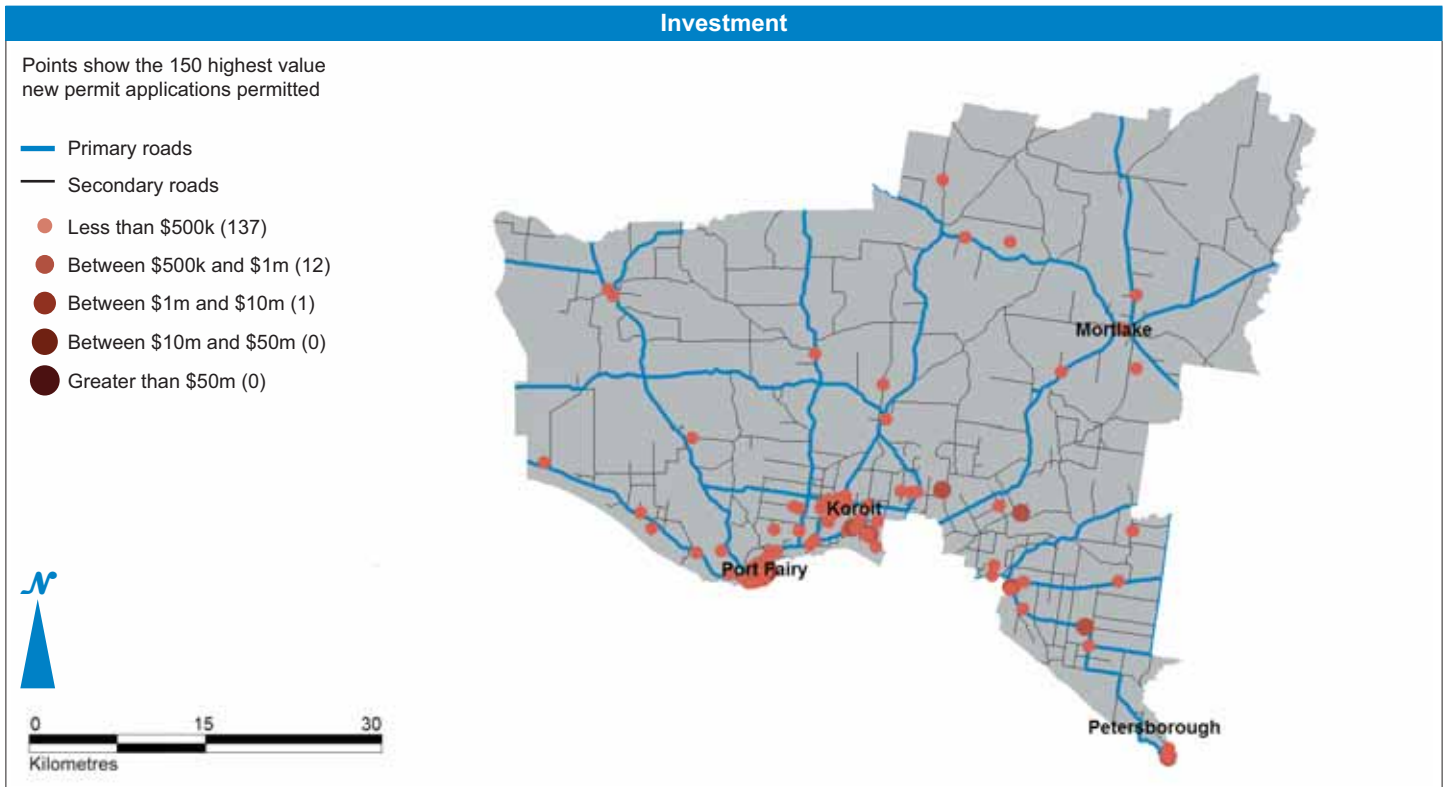 Investment
Points show the 150 highest value
new permit applications permitted
Primary roads
Secondary roads
Less than $500k (137)
Between $500k and $1m (12)
Between $1m and $10m (1)
Between $10m and $50m (0)
Greater than $50m (0)
Mortlake
Koroit
Port Fairy
Petersborough
N
0 15 30
Kilometres